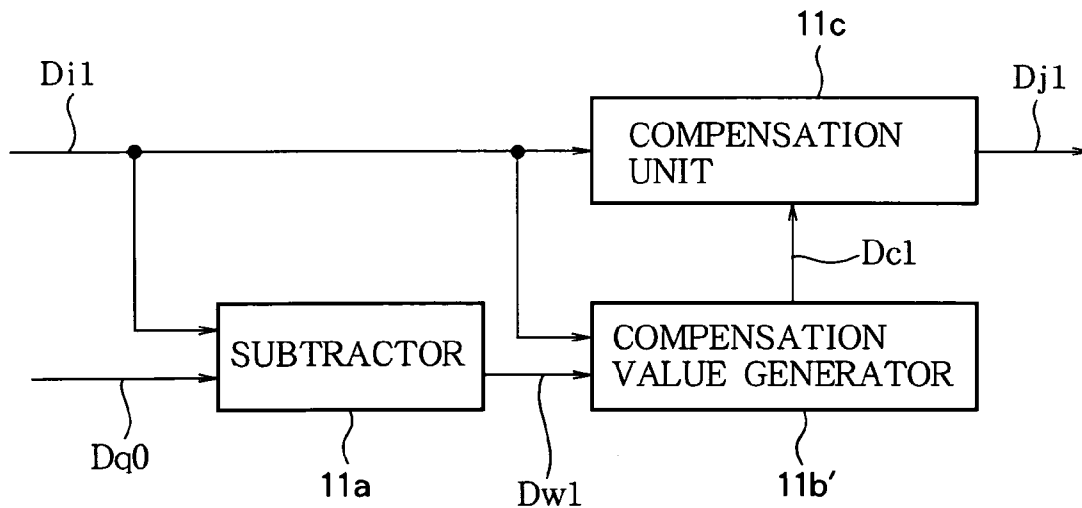 11c
Di1
Dj1
COMPENSATION
UNIT
Dc1
SUBTRACTOR
COMPENSATION
VALUE GENERATOR
Dq0
11a
Dw1
11b′